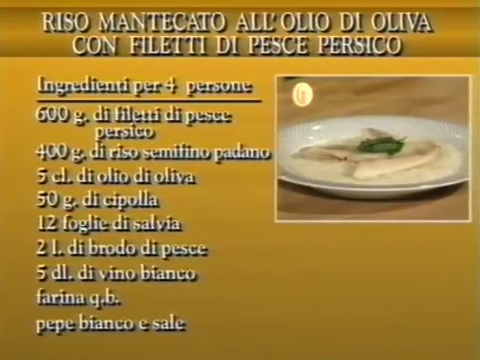 RISO MANTECATO ALL' OLIO DI OLIVA
CON FILETTI DI PESCE PERSICO
Ingredienti per 4 persone
600 g. di filetti di pesce
persico
400 g. di riso semifino padano
5 cl. di olio di oliva
50 g. di cipolla
12 foglie di salvia
2 l. di brodo di pesce
5 dl. di vino bianco
farina q.b.
pepe bianco e sale